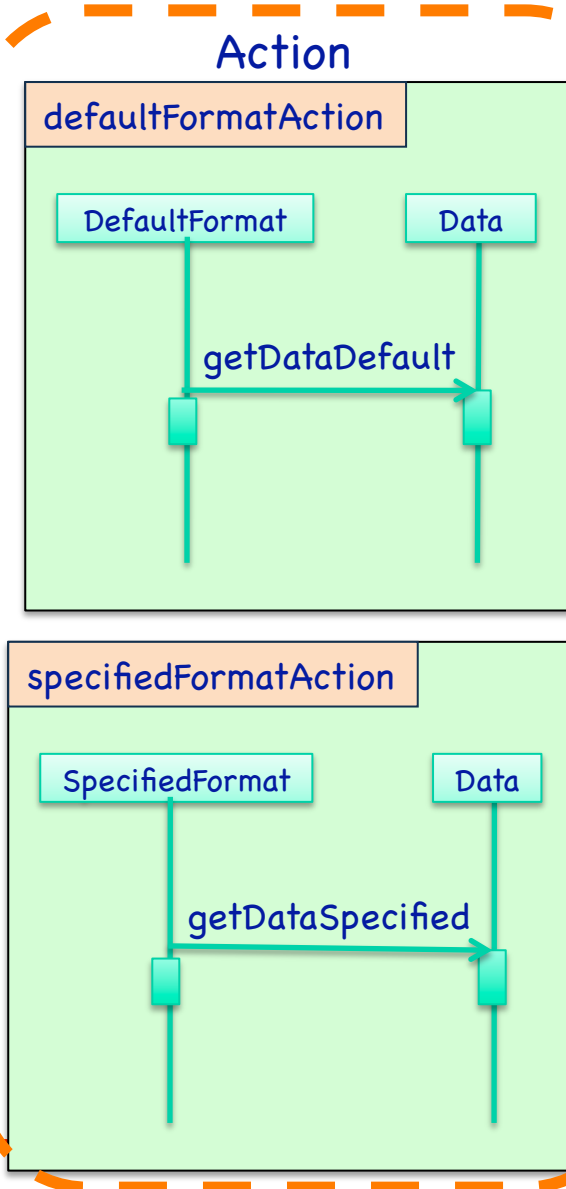 Action
defaultFormatAction
DefaultFormat
Data
getDataDefault
specifiedFormatAction
SpecifiedFormat
Data
getDataSpecified